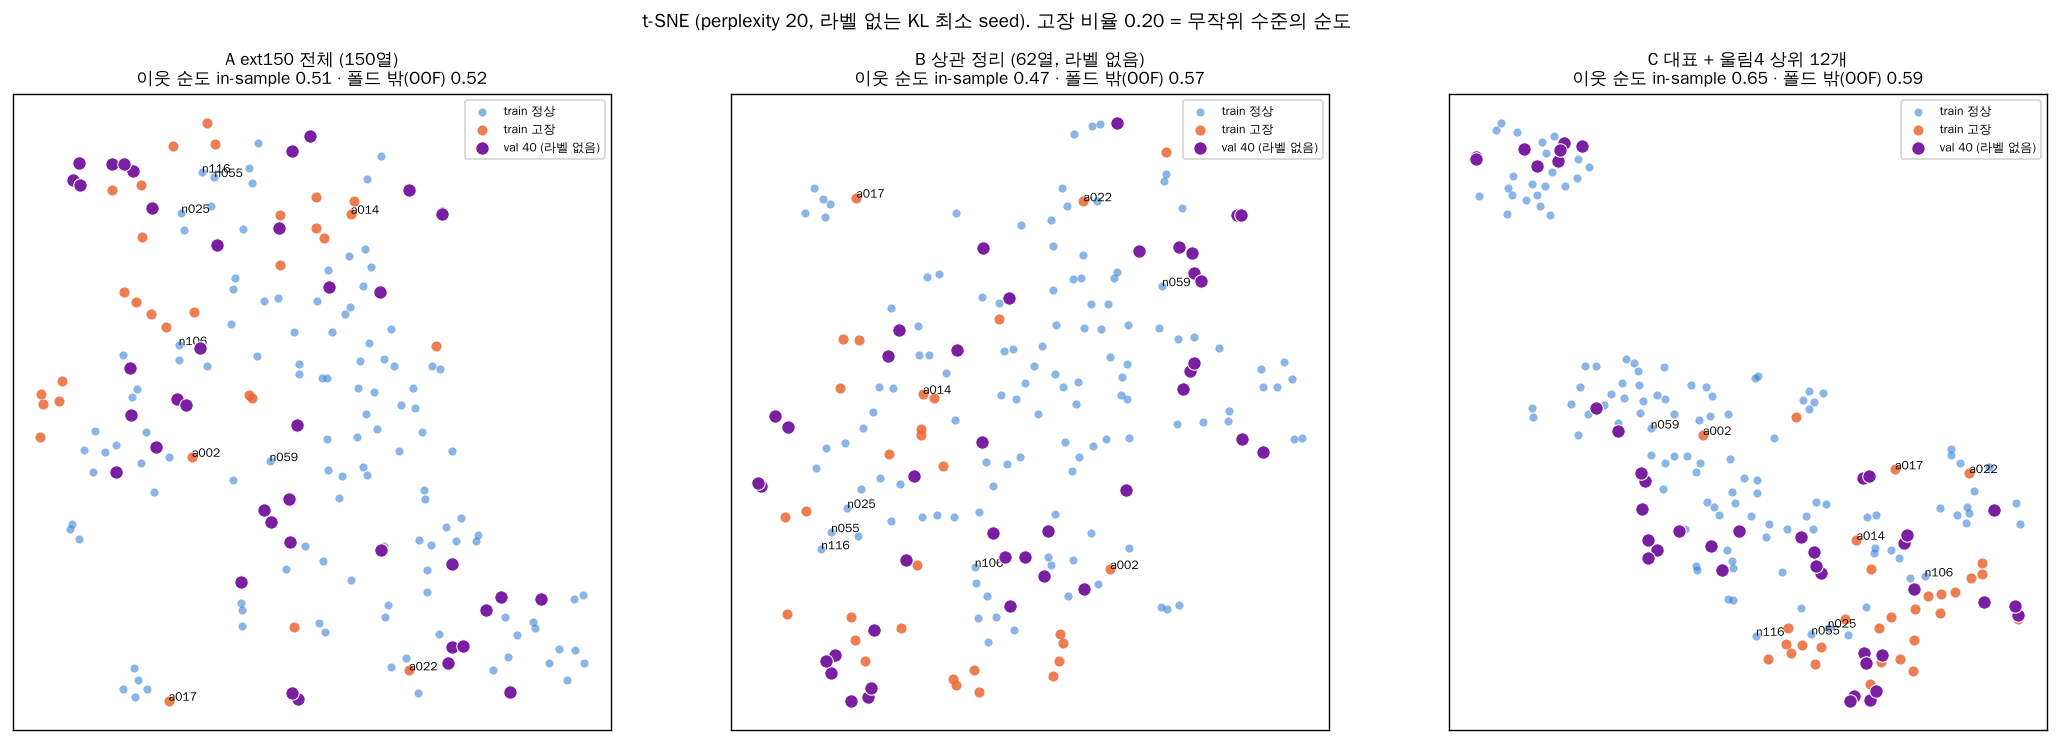 t-SNE (perplexity 20, 라벨 없는 KL 최소 seed). 고장 비율 0.20 = 무작위 수준의 순도
A ext150 전체 (150열)
이웃 순도 in-sample 0.51 · 폴드 밖(OOF) 0.52
train 정상
train 고장
val 40 (라벨 없음)
n116
n055
n025
a014
n106
a002
n059
a022
a017
B 상관 정리 (62열, 라벨 없음)
이웃 순도 in-sample 0.47 · 폴드 밖(OOF) 0.57
train 정상
train 고장
val 40 (라벨 없음)
a017
a022
n059
a014
n025
n055
n116
n106
a002
C 대표 + 울림4 상위 12개
이웃 순도 in-sample 0.65 · 폴드 밖(OOF) 0.59
train 정상
train 고장
val 40 (라벨 없음)
n059
a002
a017
a022
a014
n106
n025
n116
n055